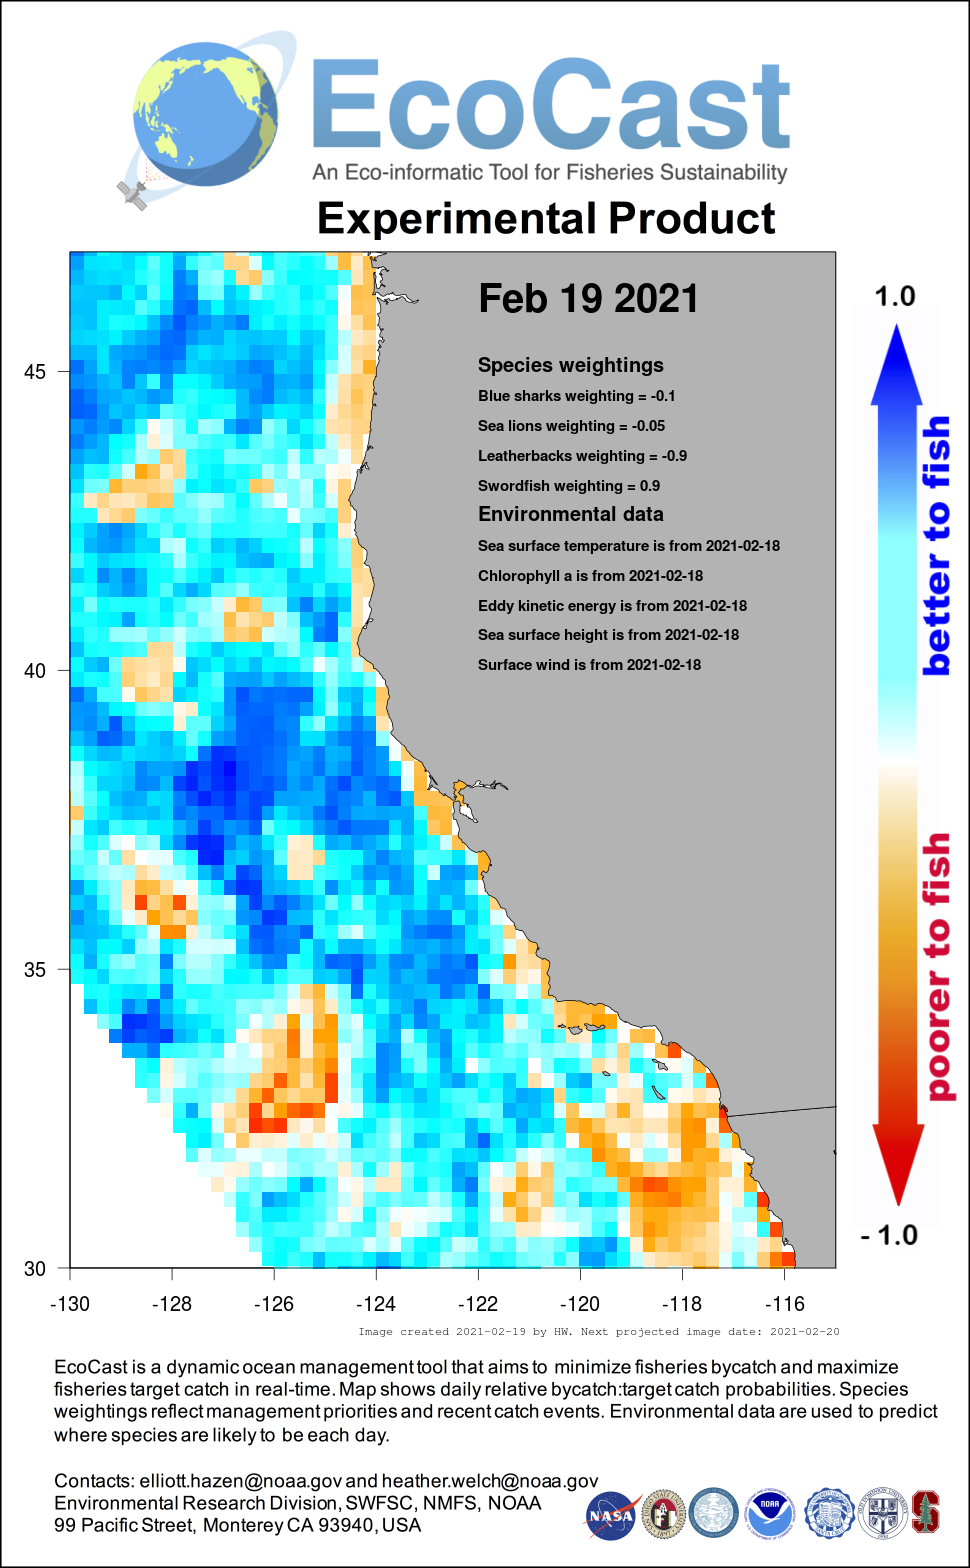 EcoCast
An Eco-informatic Tool for Fisheries Sustainability
Experimental Product
Feb 19 2021
Species weightings
Blue sharks weighting = -0.1
Sea lions weighting = -0.05
Leatherbacks weighting = -0.9
Swordfish weighting = 0.9
Environmental data
Sea surface temperature is from 2021-02-18
Chlorophyll a is from 2021-02-18
Eddy kinetic energy is from 2021-02-18
Sea surface height is from 2021-02-18
Surface wind is from 2021-02-18
1.0
better to fish
poorer to fish
- 1.0
45
40
35
30
-130 -128 -126 -124 -122 -120 -118 -116
Image created 2021-02-19 by HW. Next projected image date: 2021-02-20
EcoCast is a dynamic ocean management tool that aims to minimize fisheries bycatch and maximize
fisheries target catch in real-time. Map shows daily relative bycatch:target catch probabilities. Species
weightings reflect management priorities and recent catch events. Environmental data are used to predict
where species are likely to be each day.
Contacts: elliott.hazen@noaa.gov and heather.welch@noaa.gov
Environmental Research Division, SWFSC, NMFS, NOAA
99 Pacific Street, Monterey CA 93940, USA
NASA
NOAA